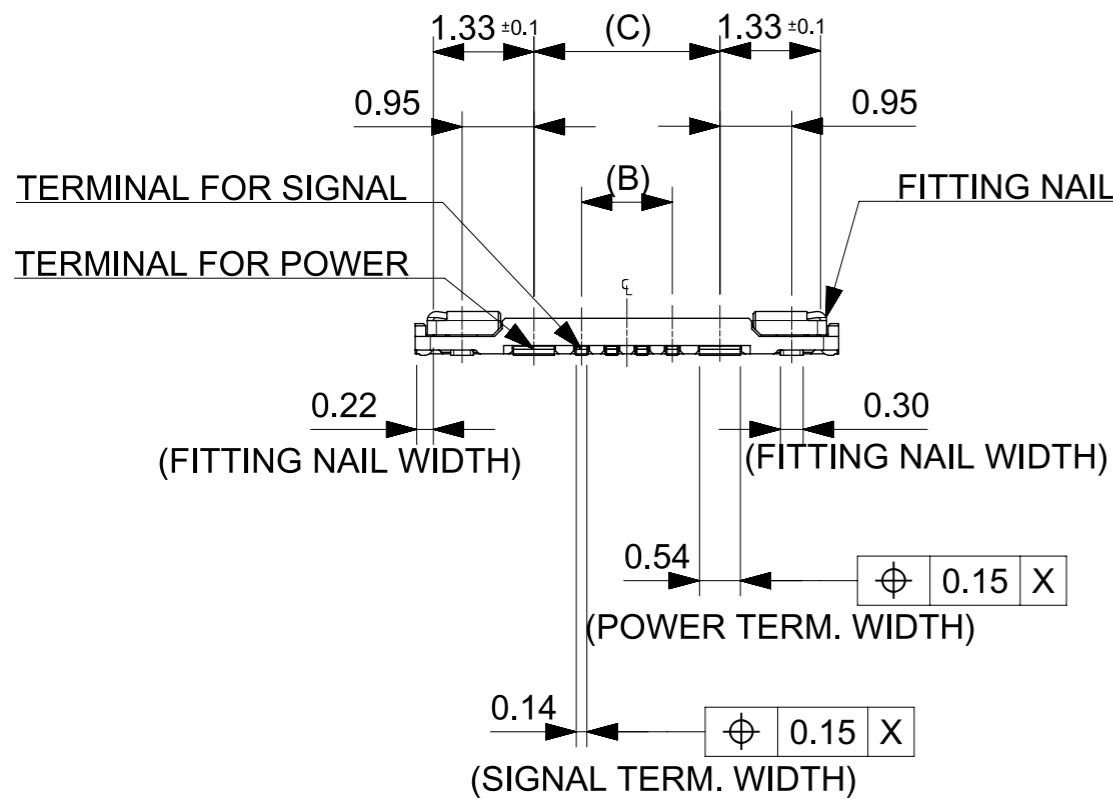 1.33 ±0.1 (C) 1.33 ±0.1
0.95 0.95
(B)
TERMINAL FOR SIGNAL FITTING NAIL
TERMINAL FOR POWER
℄
0.22 0.30
(FITTING NAIL WIDTH) (FITTING NAIL WIDTH)
0.54 ⌖ 0.15 X
(POWER TERM. WIDTH)
0.14 ⌖ 0.15 X
(SIGNAL TERM. WIDTH)